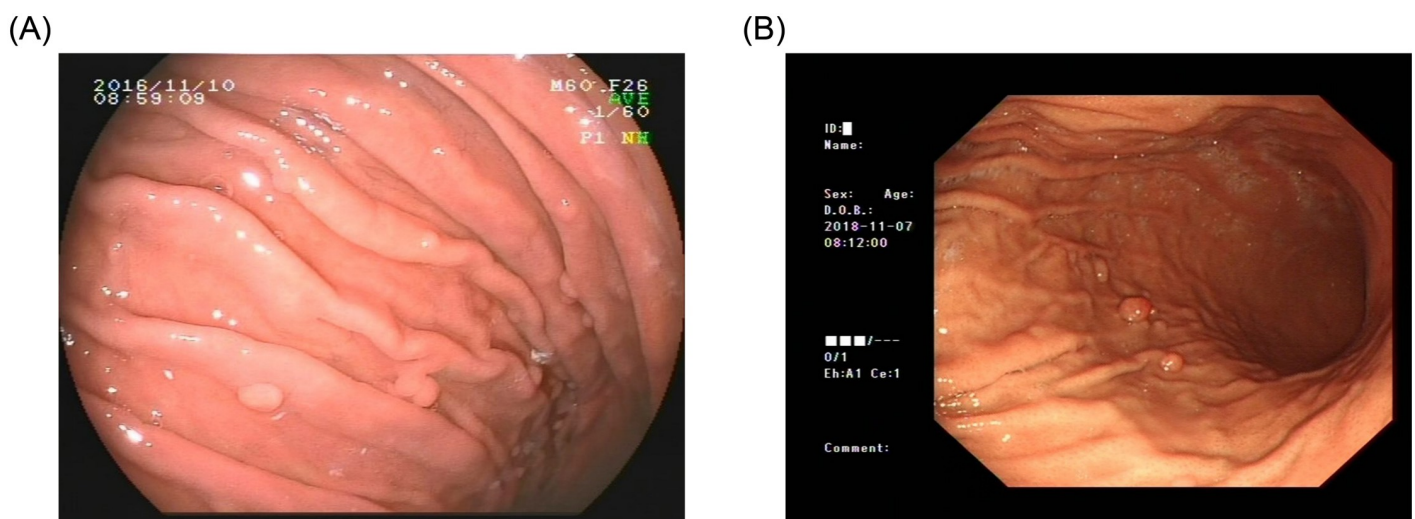 (A)
(B)
2016/11/10
08:59:09
M60 F26
AVE
1/60
P1 NH
ID:
Name:
Sex: Age:
D.O.B.:
2018-11-07
08:12:00
/---
0/1
Eh:A1 Ce:1
Comment: